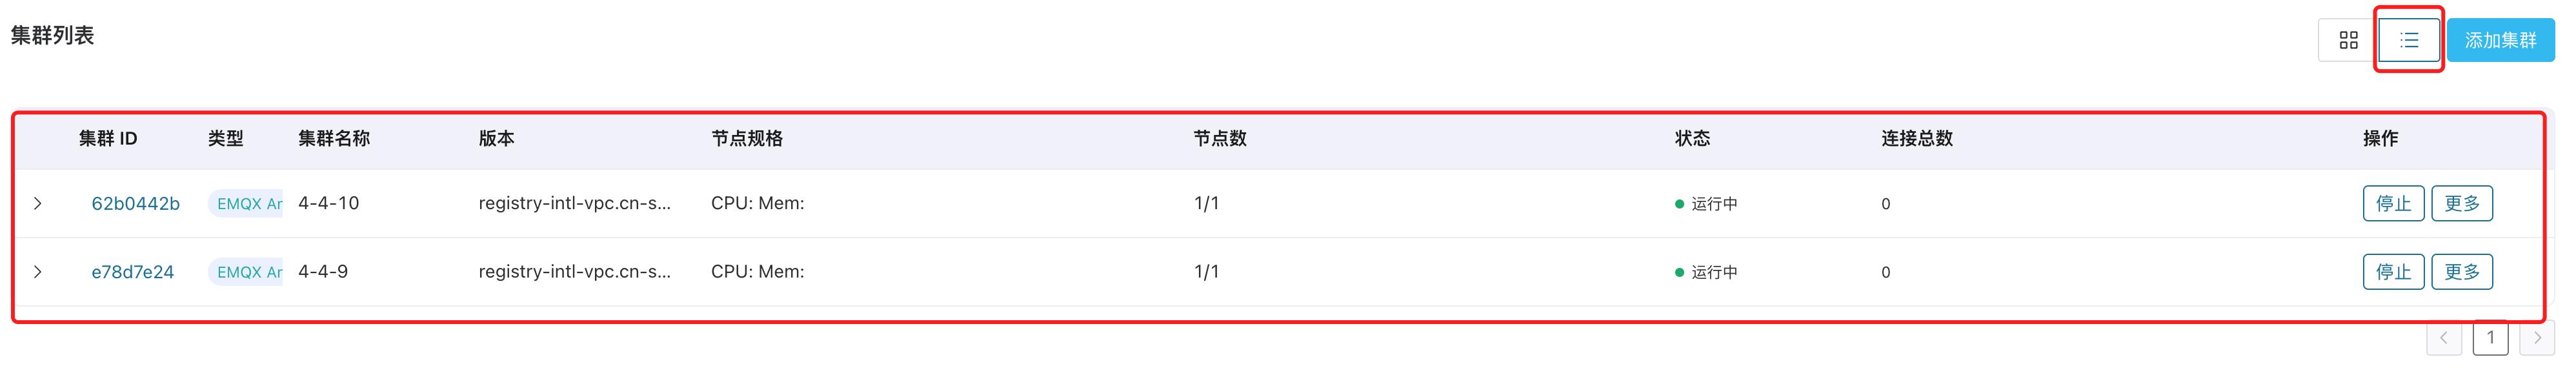 集群列表
添加集群
集群 ID 类型 集群名称 版本 节点规格 节点数 状态 连接总数 操作
62b0442b EMQX Ar 4-4-10 registry-intl-vpc.cn-s... CPU: Mem: 1/1 运行中 0 停止 更多
e78d7e24 EMQX Ar 4-4-9 registry-intl-vpc.cn-s... CPU: Mem: 1/1 运行中 0 停止 更多
1